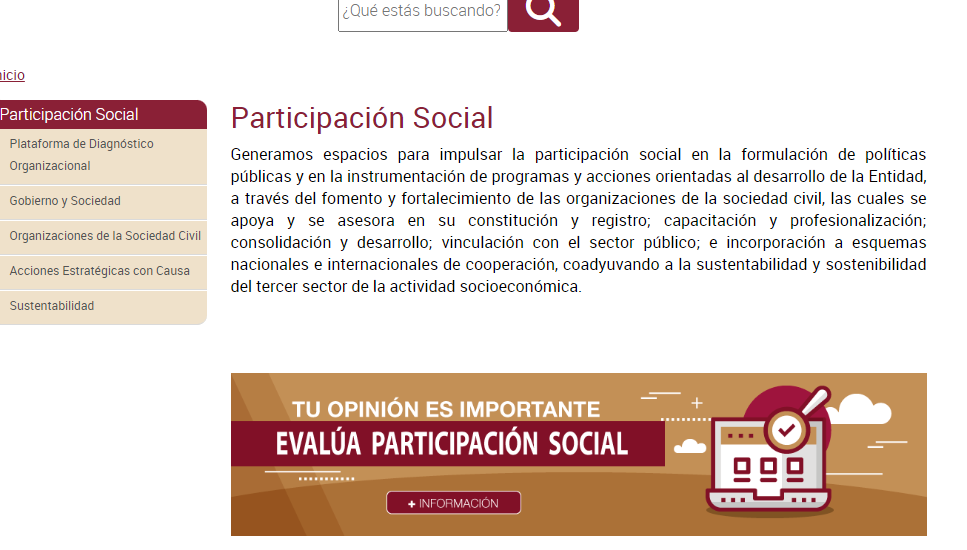 ¿Qué estás buscando?
nicio
Participación Social
Plataforma de Diagnóstico
Organizacional
Gobierno y Sociedad
Organizaciones de la Sociedad Civil
Acciones Estratégicas con Causa
Sustentabilidad
Participación Social
Generamos espacios para impulsar la participación social en la formulación de políticas
públicas y en la instrumentación de programas y acciones orientadas al desarrollo de la Entidad,
a través del fomento y fortalecimiento de las organizaciones de la sociedad civil, las cuales se
apoya y se asesora en su constitución y registro; capacitación y profesionalización;
consolidación y desarrollo; vinculación con el sector público; e incorporación a esquemas
nacionales e internacionales de cooperación, coadyuvando a la sustentabilidad y sostenibilidad
del tercer sector de la actividad socioeconómica.
TU OPINIÓN ES IMPORTANTE
EVALÚA PARTICIPACIÓN SOCIAL
+ INFORMACIÓN